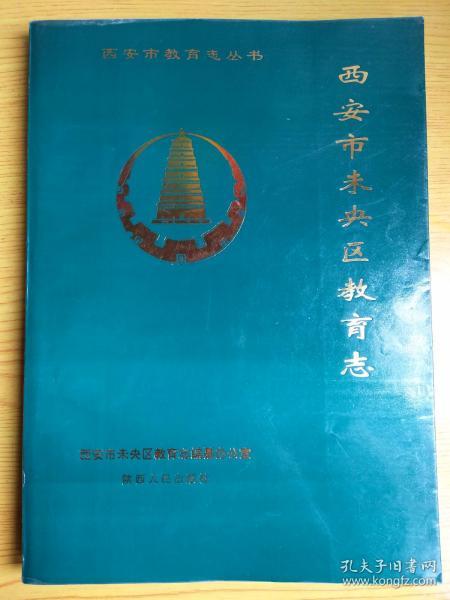 西安市教育志丛书
西安市未央区教育志
西安市未央区教育志编纂办公室
陕西人民出版社
孔夫子旧书网
www.kongfz.com